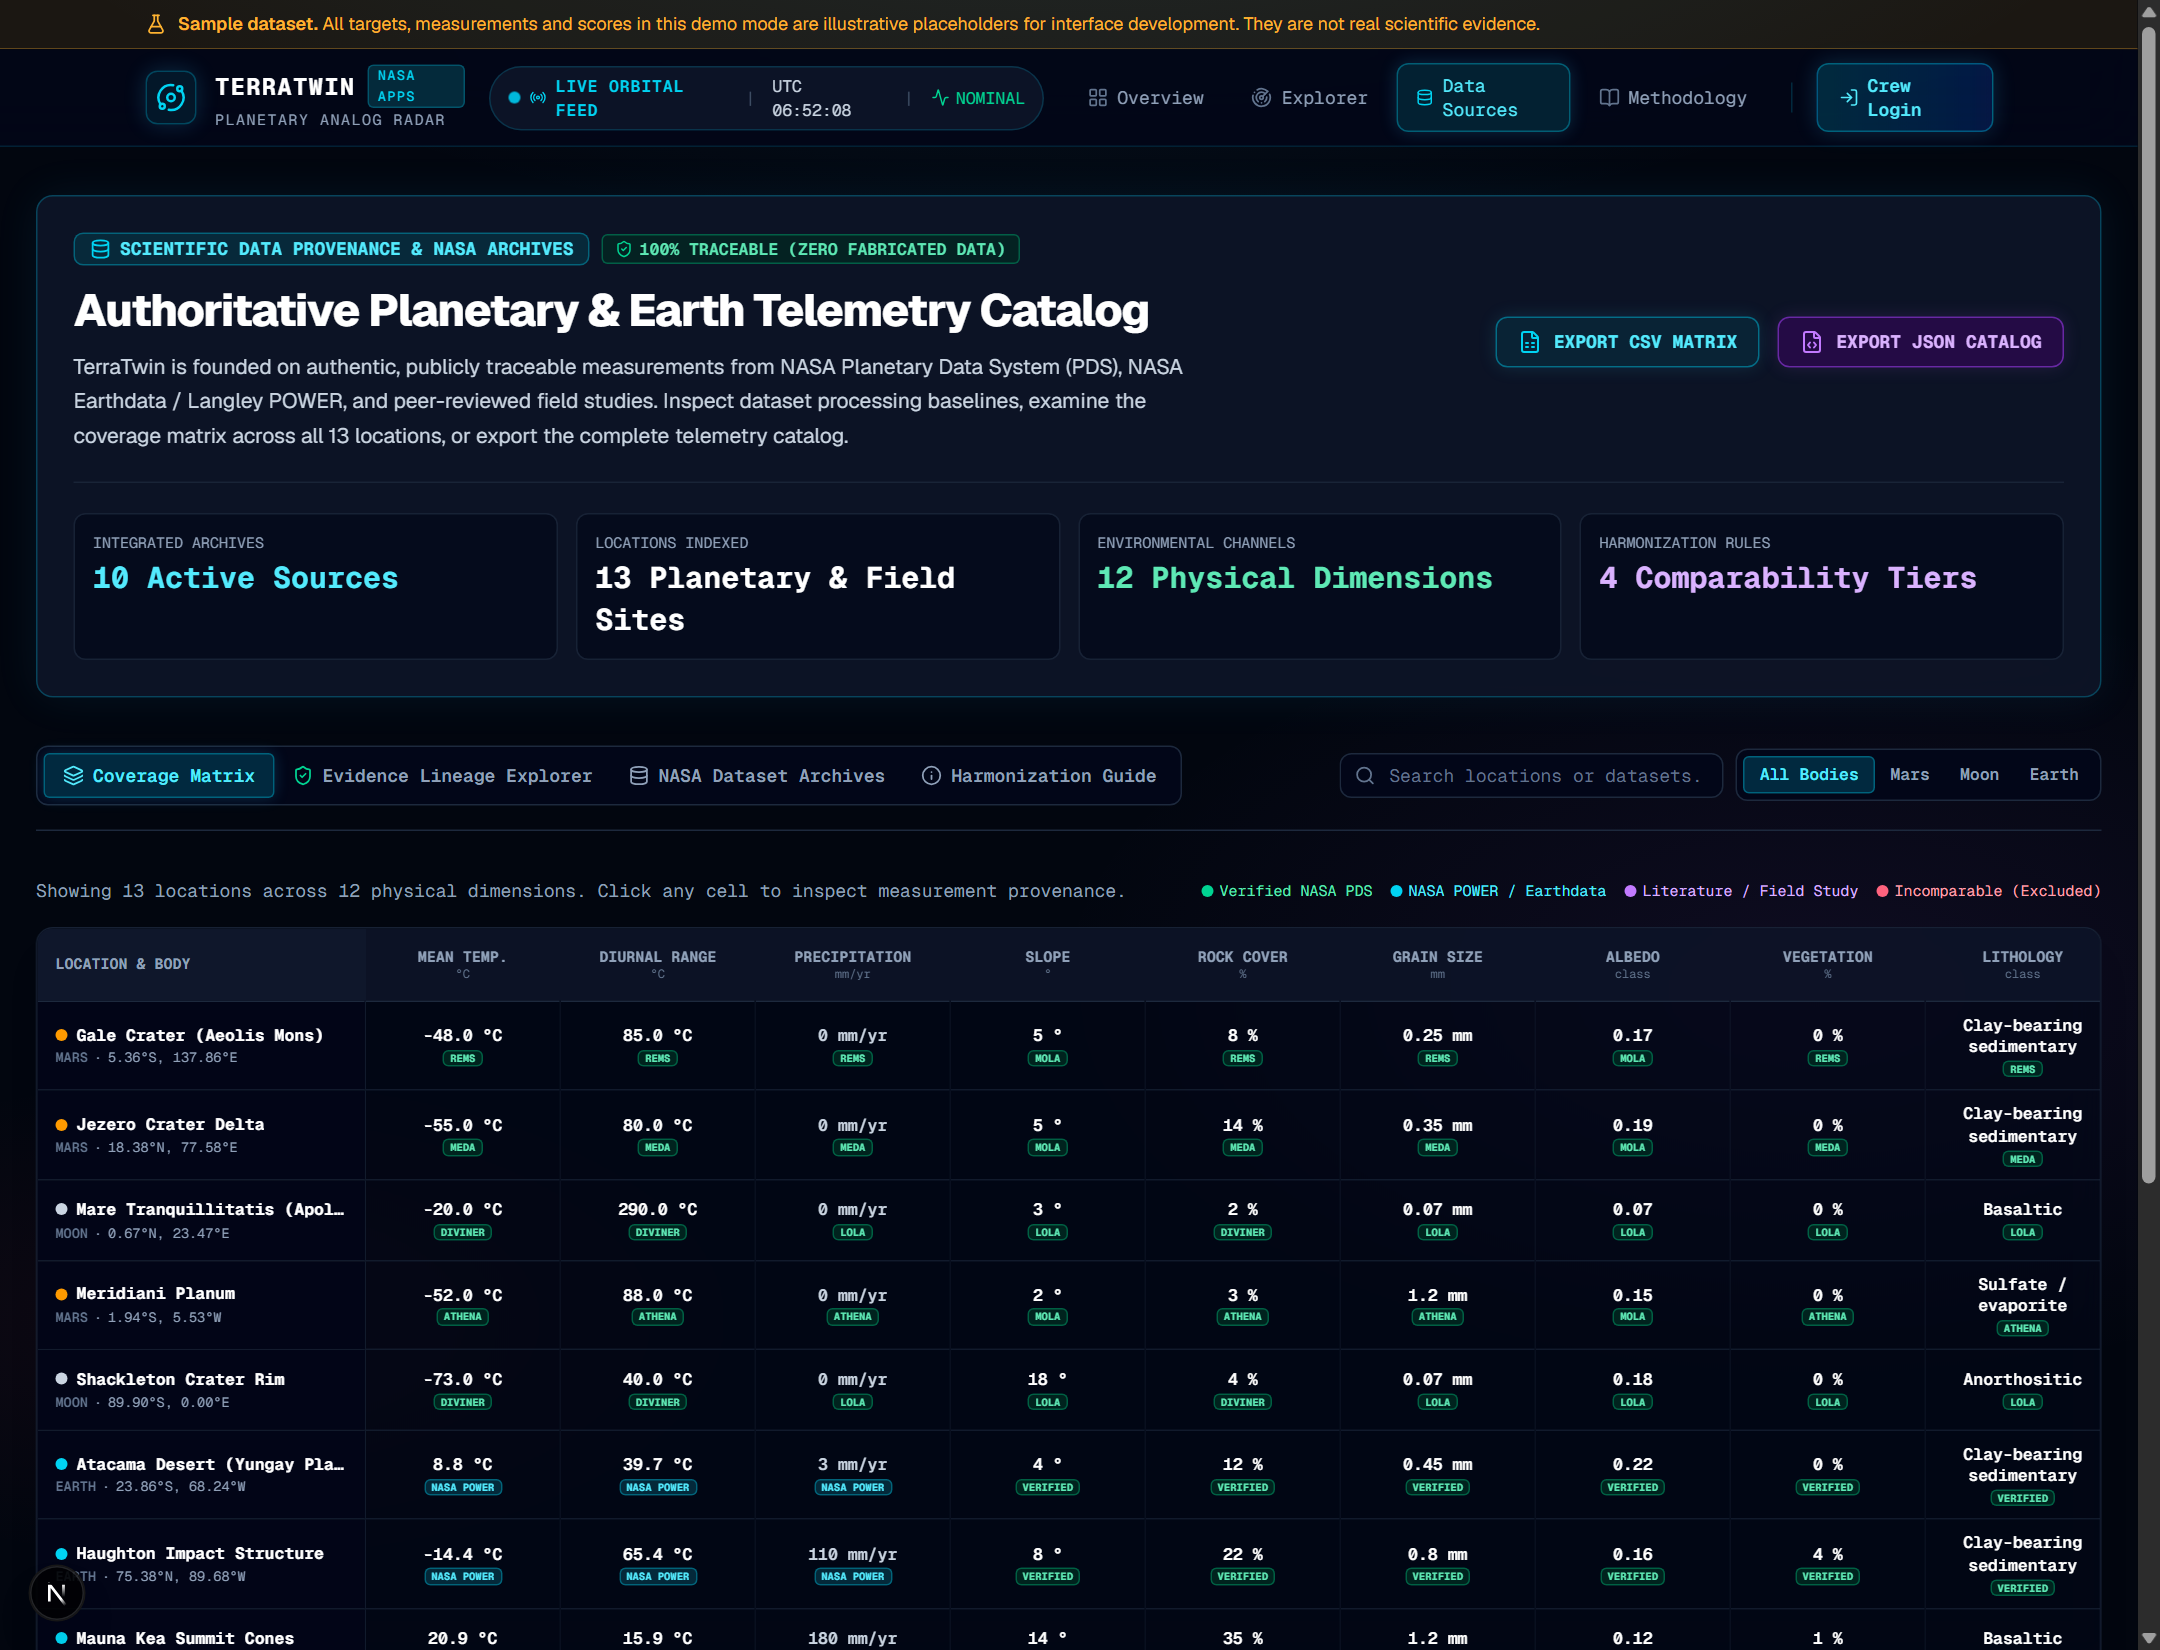 Sample dataset. All targets, measurements and scores in this demo mode are illustrative placeholders for interface development. They are not real scientific evidence.
TERRATWIN
NASA APPS
PLANETARY ANALOG RADAR
LIVE ORBITAL FEED
|
UTC 06:52:08
|
NOMINAL
Overview
Explorer
Data Sources
Methodology
Crew Login
SCIENTIFIC DATA PROVENANCE & NASA ARCHIVES
100% TRACEABLE (ZERO FABRICATED DATA)
Authoritative Planetary & Earth Telemetry Catalog
TerraTwin is founded on authentic, publicly traceable measurements from NASA Planetary Data System (PDS), NASA
Earthdata / Langley POWER, and peer-reviewed field studies. Inspect dataset processing baselines, examine the
coverage matrix across all 13 locations, or export the complete telemetry catalog.
EXPORT CSV MATRIX
EXPORT JSON CATALOG
INTEGRATED ARCHIVES
10 Active Sources
LOCATIONS INDEXED
13 Planetary & Field
Sites
ENVIRONMENTAL CHANNELS
12 Physical Dimensions
HARMONIZATION RULES
4 Comparability Tiers
Coverage Matrix
Evidence Lineage Explorer
NASA Dataset Archives
Harmonization Guide
Search locations or datasets.
All Bodies
Mars
Moon
Earth
Showing 13 locations across 12 physical dimensions. Click any cell to inspect measurement provenance.
Verified NASA PDS
NASA POWER / Earthdata
Literature / Field Study
Incomparable (Excluded)
LOCATION & BODY
MEAN TEMP. °C
DIURNAL RANGE °C
PRECIPITATION mm/yr
SLOPE °
ROCK COVER %
GRAIN SIZE mm
ALBEDO class
VEGETATION %
LITHOLOGY class
Gale Crater (Aeolis Mons)
MARS · 5.36°S, 137.86°E
-48.0 °C REMS
85.0 °C REMS
0 mm/yr REMS
5 ° MOLA
8 % REMS
0.25 mm REMS
0.17 MOLA
0 % REMS
Clay-bearing sedimentary REMS
Jezero Crater Delta
MARS · 18.38°N, 77.58°E
-55.0 °C MEDA
80.0 °C MEDA
0 mm/yr MEDA
5 ° MOLA
14 % MEDA
0.35 mm MEDA
0.19 MOLA
0 % MEDA
Clay-bearing sedimentary MEDA
Mare Tranquillitatis (Apol…
MOON · 0.67°N, 23.47°E
-20.0 °C DIVINER
290.0 °C DIVINER
0 mm/yr LOLA
3 ° LOLA
2 % DIVINER
0.07 mm LOLA
0.07 LOLA
0 % LOLA
Basaltic LOLA
Meridiani Planum
MARS · 1.94°S, 5.53°W
-52.0 °C ATHENA
88.0 °C ATHENA
0 mm/yr ATHENA
2 ° MOLA
3 % ATHENA
1.2 mm ATHENA
0.15 MOLA
0 % ATHENA
Sulfate / evaporite ATHENA
Shackleton Crater Rim
MOON · 89.90°S, 0.00°E
-73.0 °C DIVINER
40.0 °C DIVINER
0 mm/yr LOLA
18 ° LOLA
4 % DIVINER
0.07 mm LOLA
0.18 LOLA
0 % LOLA
Anorthositic LOLA
Atacama Desert (Yungay Pla…
EARTH · 23.86°S, 68.24°W
8.8 °C NASA POWER
39.7 °C NASA POWER
3 mm/yr NASA POWER
4 ° VERIFIED
12 % VERIFIED
0.45 mm VERIFIED
0.22 VERIFIED
0 % VERIFIED
Clay-bearing sedimentary VERIFIED
Haughton Impact Structure
EARTH · 75.38°N, 89.68°W
-14.4 °C NASA POWER
65.4 °C NASA POWER
110 mm/yr NASA POWER
8 ° VERIFIED
22 % VERIFIED
0.8 mm VERIFIED
0.16 VERIFIED
4 % VERIFIED
Clay-bearing sedimentary VERIFIED
N
Mauna Kea Summit Cones
20.9 °C
15.9 °C
180 mm/yr
14 °
35 %
1.2 mm
0.12
1 %
Basaltic